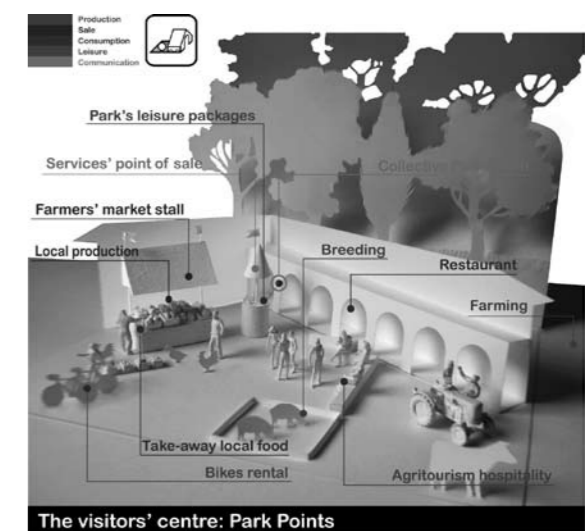 Production
Sale
Consumption
Leisure
Communication
Park's leisure packages
Services' point of sale
Collective
Farmers' market stall
Local production
Breeding
Restaurant
Farming
Take-away local food
Bikes rental
Agritourism hospitality
The visitors' centre: Park Points